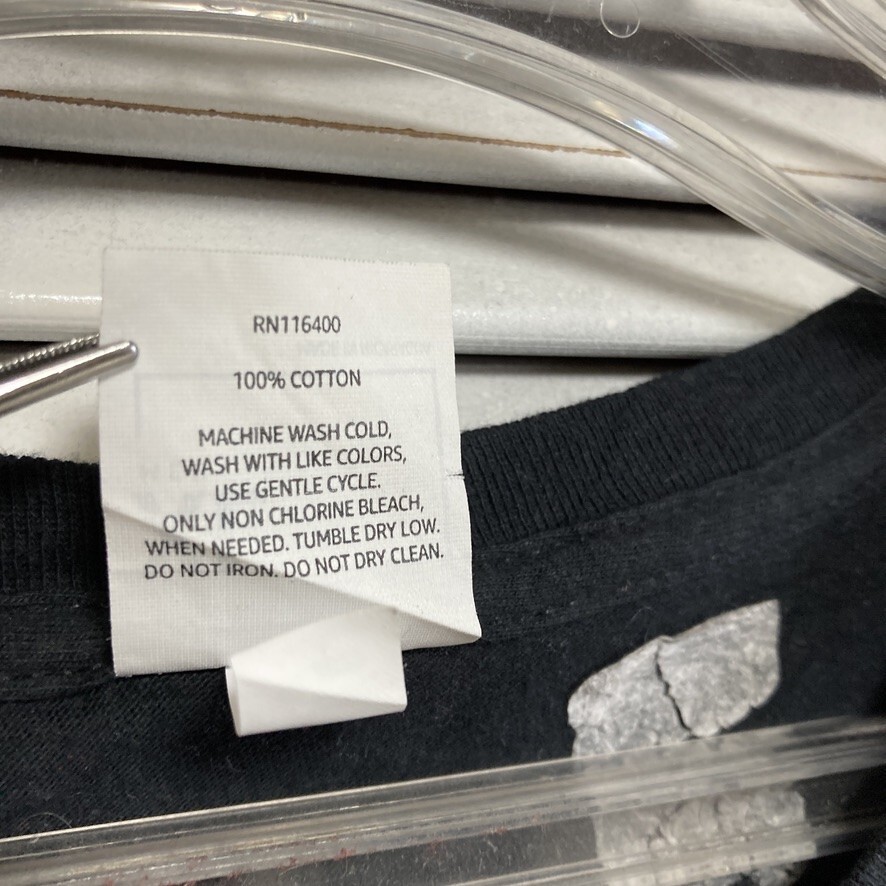 RN116400
100% COTTON
MACHINE WASH COLD,
WASH WITH LIKE COLORS,
USE GENTLE CYCLE.
ONLY NON CHLORINE BLEACH,
WHEN NEEDED. TUMBLE DRY LOW.
DO NOT IRON. DO NOT DRY CLEAN.